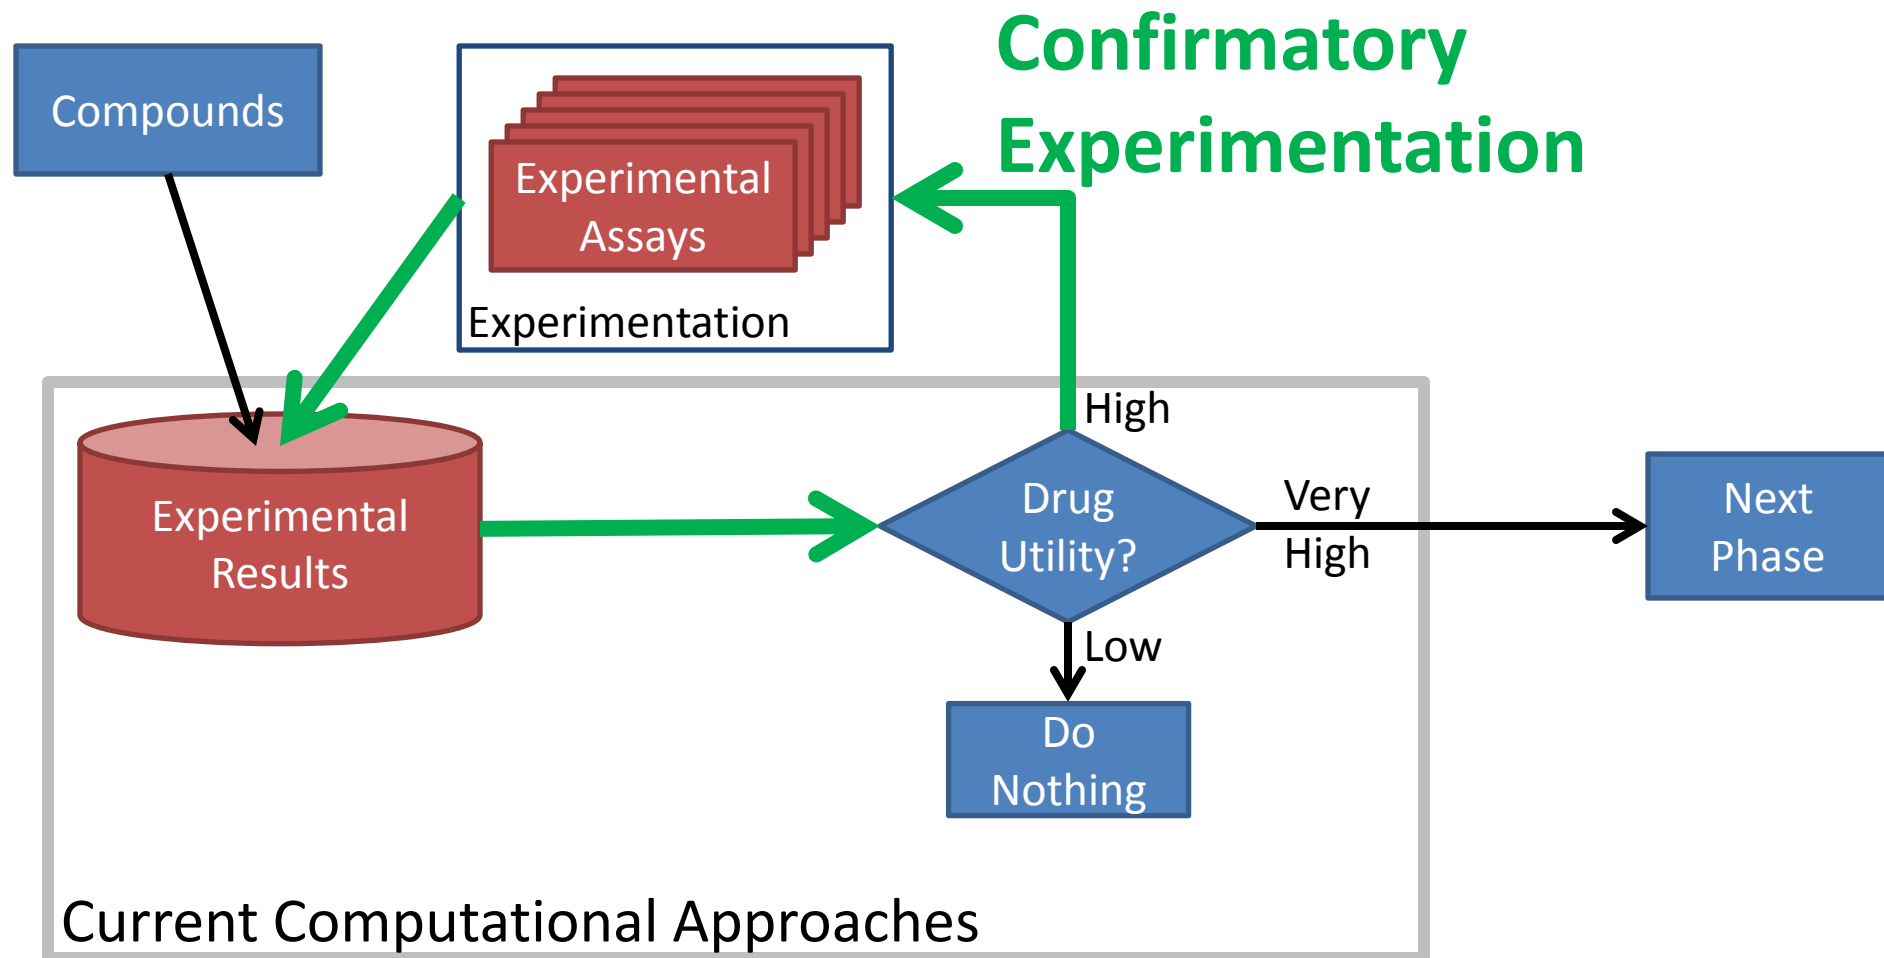 Confirmatory
Experimentation
Compounds
Experimental
Assays
Experimentation
High
Experimental
Results
Drug
Utility?
Very
High
Next
Phase
Low
Do
Nothing
Current Computational Approaches